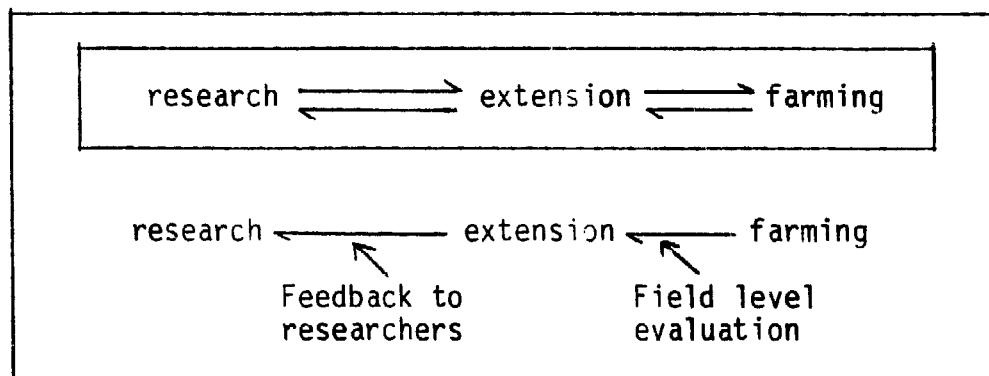 research extension farming
research extension farming
Feedback to Field level
researchers evaluation